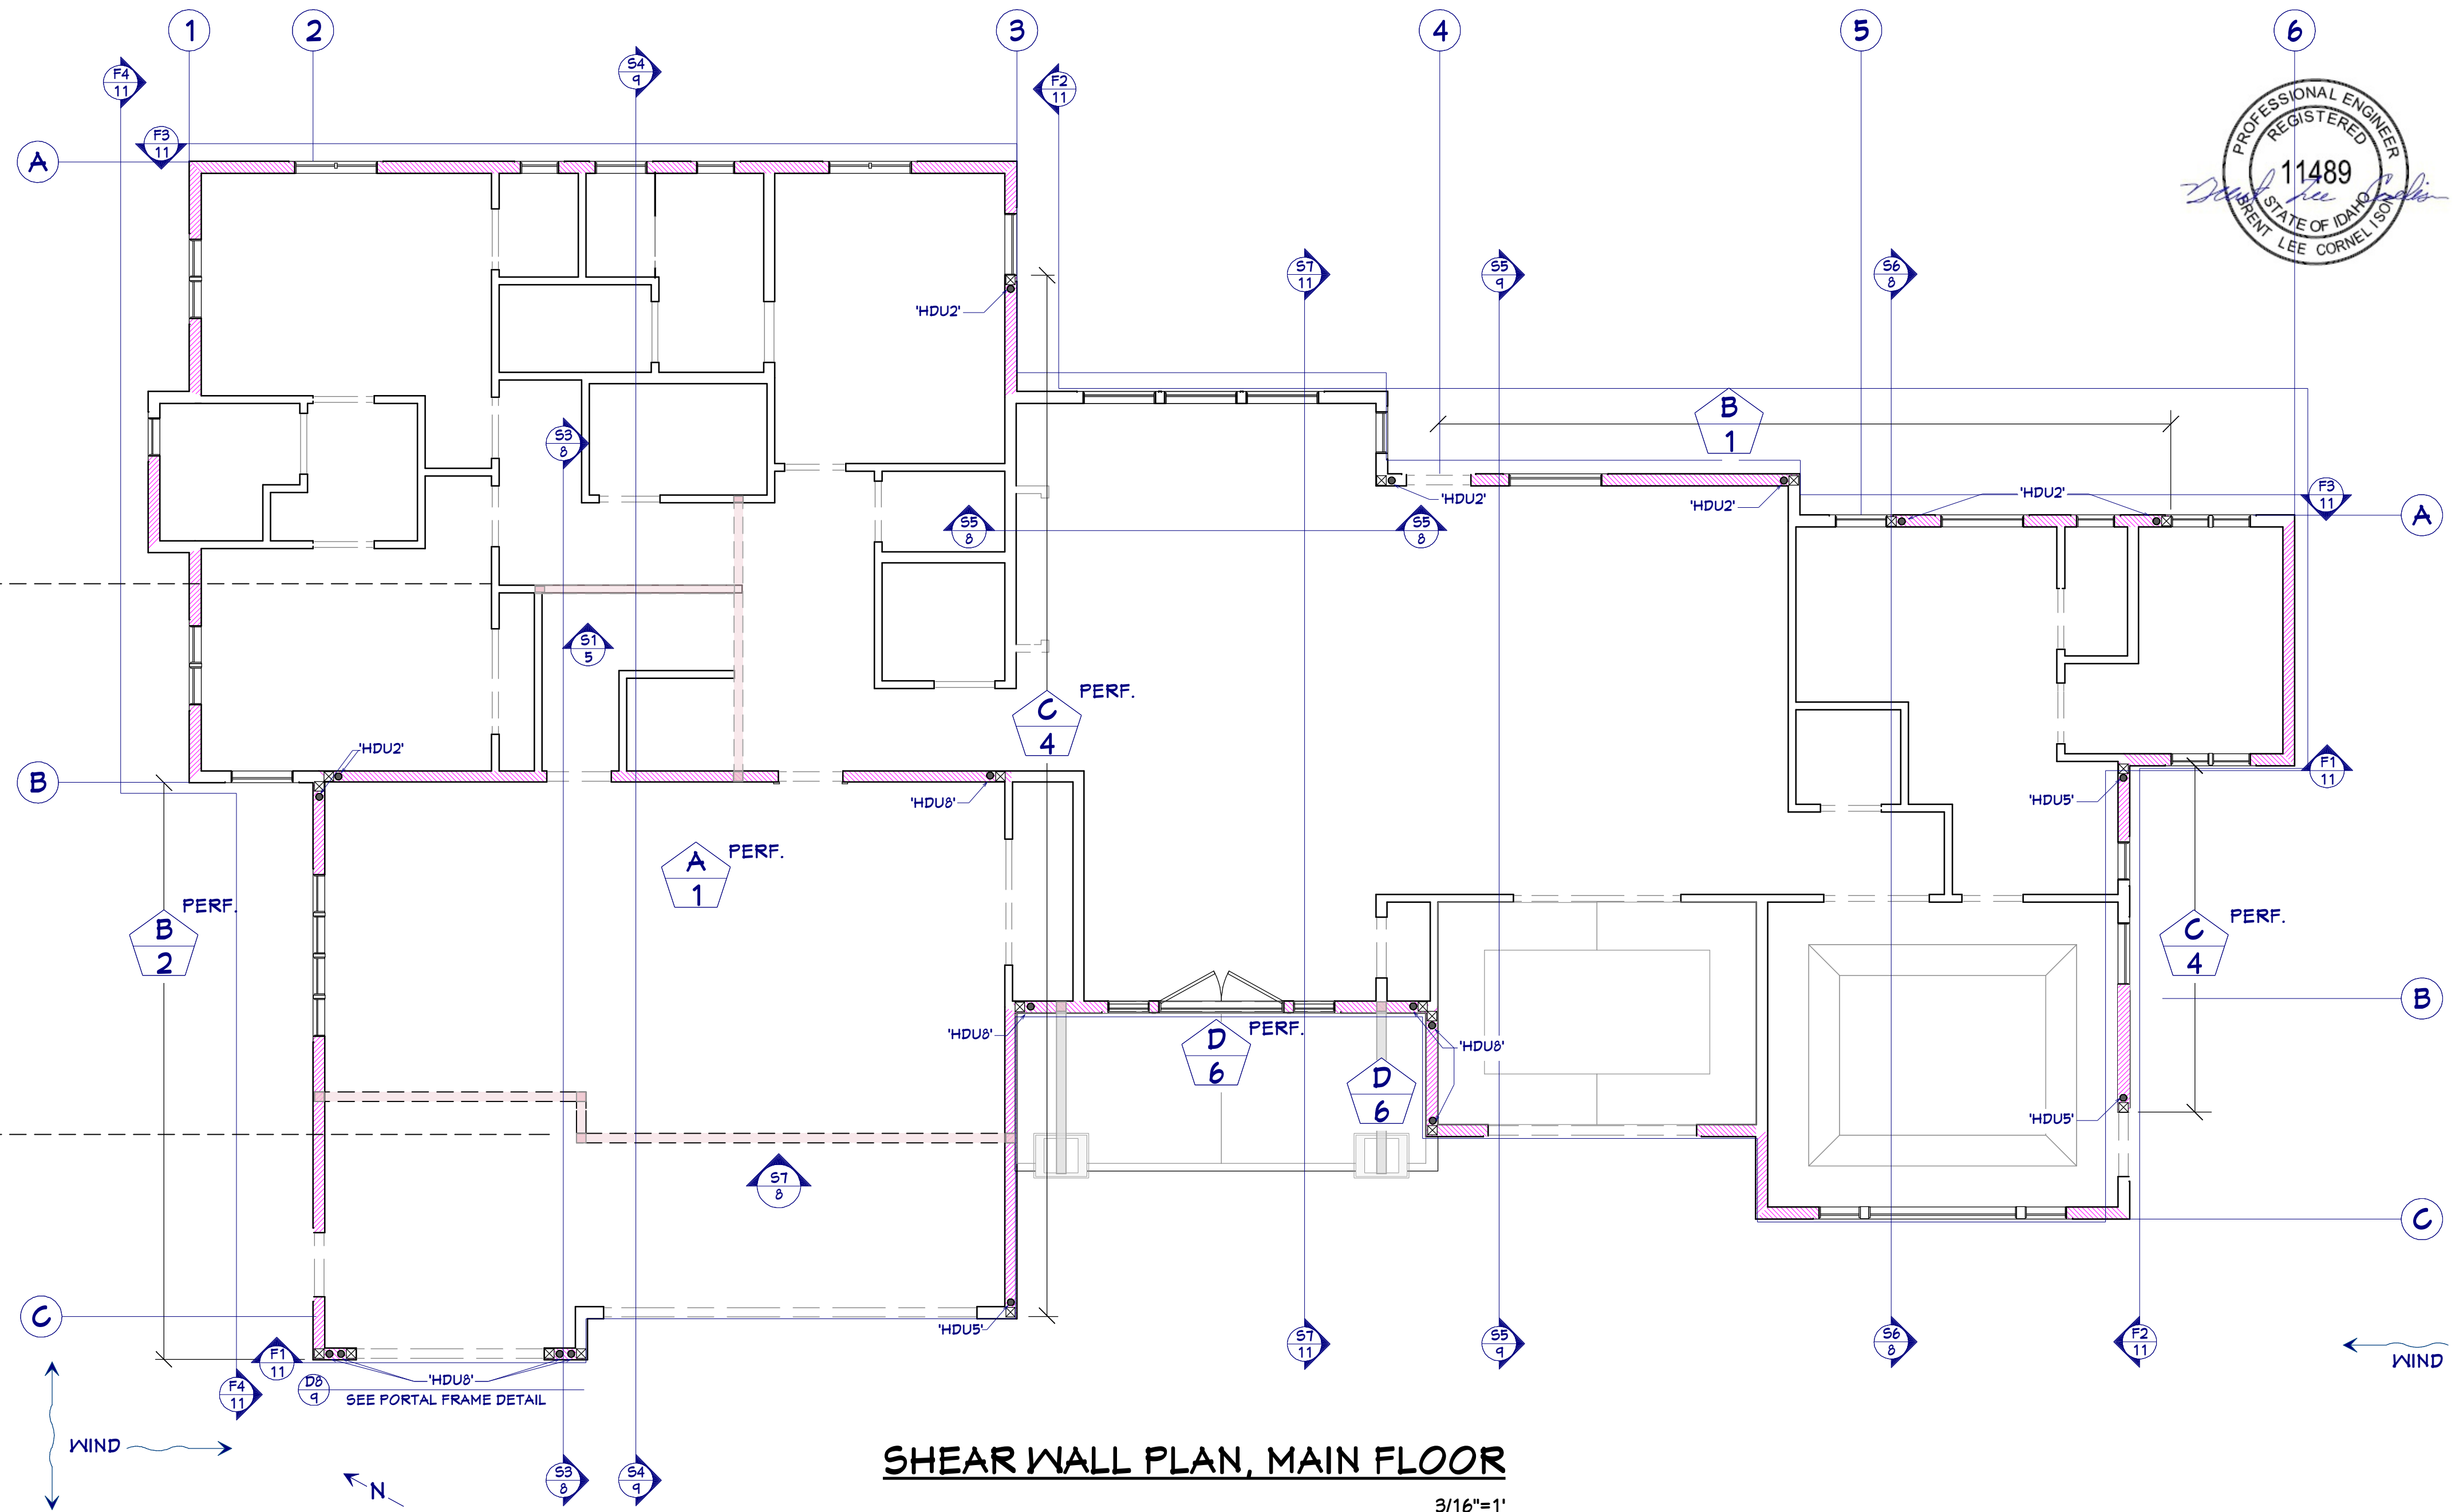 1
2
3
4
5
6
F4
11
S4
9
F2
11
F3
11
A
PROFESSIONAL ENGINEER
REGISTERED
11489
STATE OF IDAHO
BRENT LEE CORNELISON
S7
11
S5
9
S6
8
'HDU2'
B
1
S3
8
'HDU2'
'HDU2'
'HDU2'
F3
11
A
S5
8
S5
8
S1
5
PERF.
C
4
'HDU2'
B
'HDU8'
'HDU5'
F1
11
A
1
PERF.
PERF.
B
2
C
4
PERF.
B
'HDU8'
D
6
PERF.
'HDU8'
D
6
'HDU5'
S7
8
C
C
'HDU5'
F1
11
S7
11
S5
9
S6
8
F2
11
WIND
F4
11
D8
9
'HDU8'
SEE PORTAL FRAME DETAIL
WIND
N
S3
8
S4
9
SHEAR WALL PLAN, MAIN FLOOR
3/16"=1'